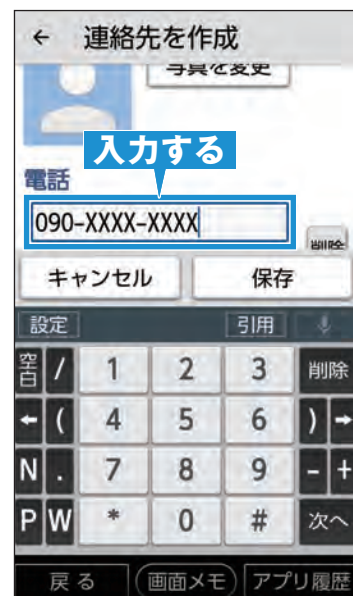 ← 連絡先を作成
写真を変更
入力する
電話
090-XXXX-XXXX
削除
キャンセル 保存
設定 引用
空白 / 1 2 3 削除
← ( 4 5 6 ) →
N . 7 8 9 - +
P W * 0 # 次へ
戻る 画面メモ アプリ履歴